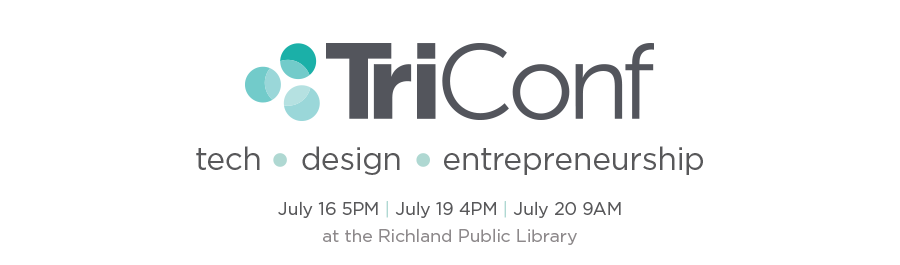 TriConf
tech • design • entrepreneurship
July 16 5PM | July 19 4PM | July 20 9AM
at the Richland Public Library